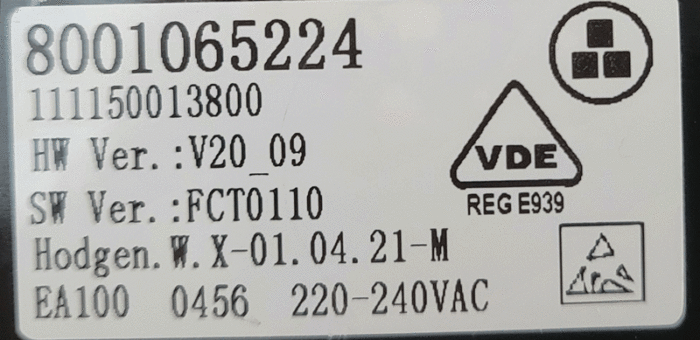 8001065224
111150013800
HW Ver.:V20_09
SW Ver.:FCT0110
Hodgen.W.X-01.04.21-M
EA100 0456 220-240VAC
VDE
REG E939